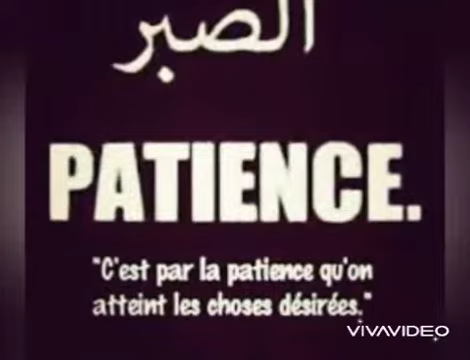 الصبر
PATIENCE.
"C'est par la patience qu'on
atteint les choses désirées."
VIVAVIDEO